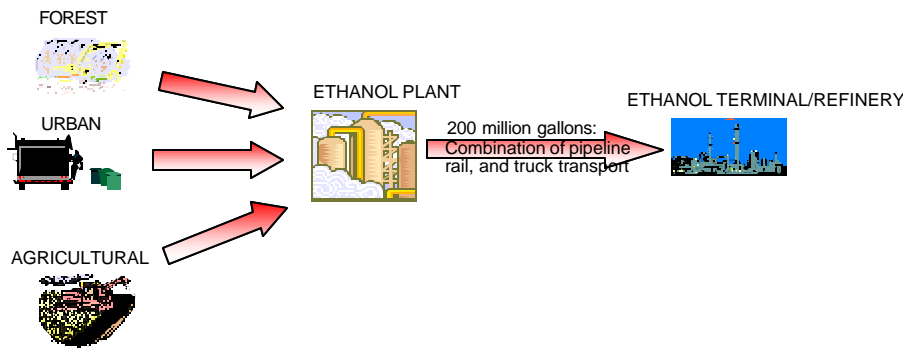 FOREST
URBAN
AGRICULTURAL
ETHANOL PLANT
200 million gallons:
Combination of pipeline
rail, and truck transport
ETHANOL TERMINAL/REFINERY